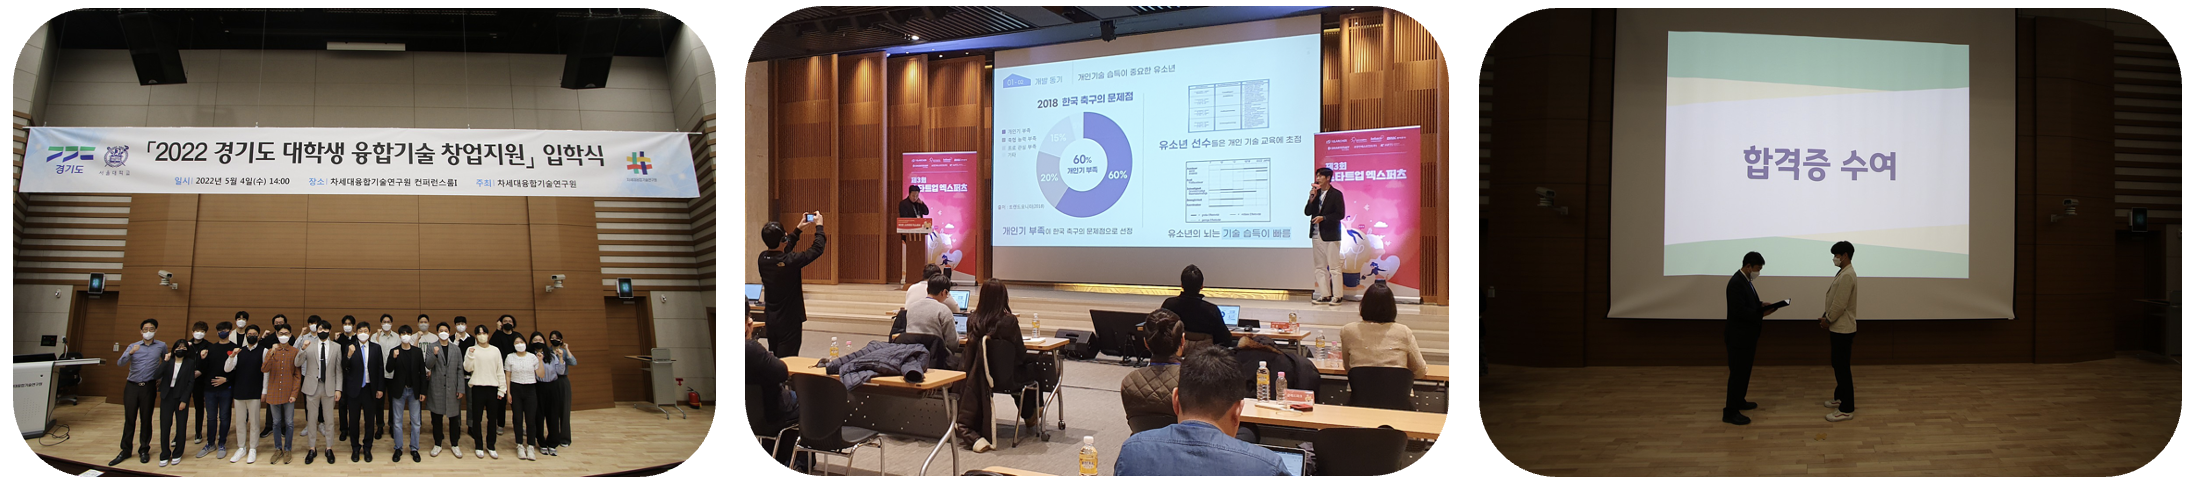 「2022 경기도 대학생 융합기술 창업지원」 입학식
경기도
서울대학교
일시 | 2022년 5월 4일(수) 14:00 장소 | 차세대융합기술연구원 컨퍼런스룸I 주최 | 차세대융합기술연구원
개발 동기
개인기술 습득이 중요한 유소년
2018 한국 축구의 문제점
개인기 부족
15%
20%
60%
개인기 부족
60%
개인기 부족이 한국 축구의 문제점으로 선정
유소년 선수들은 개인 기술 교육에 초점
유소년의 뇌는 기술 습득이 빠름
제3회
스타트업 엑스퍼츠
합격증 수여